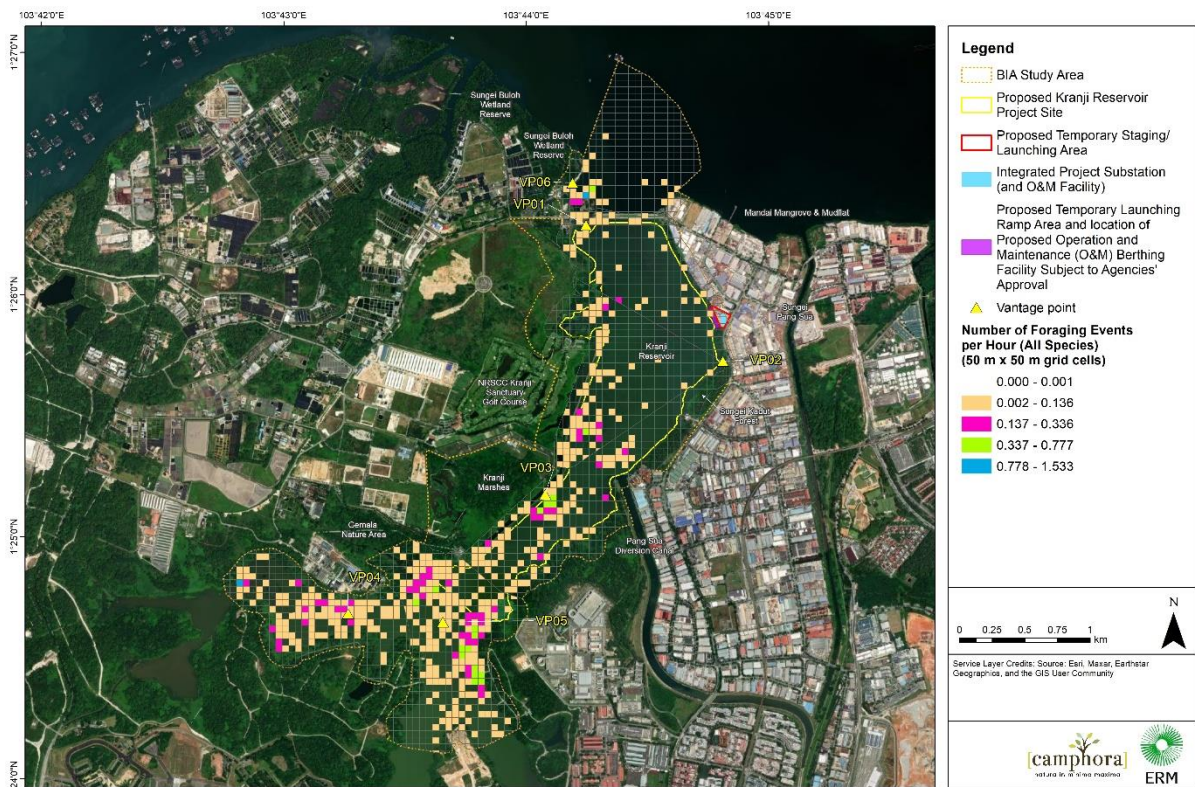 103°42'0"E
103°43'0"E
103°44'0"E
103°45'0"E
1°27'0"N
1°26'0"N
1°25'0"N
1°24'0"N
Sungei Buloh
Wetland
Reserve
Sungei Buloh
Wetland
Reserve
VP06
VP01
Mandai Mangrove & Mudflat
Sungei
Pang Sua
Kranji
Reservoir
VP02
NRSCC Kranji
Sanctuary
Golf Course
Sungei Kadut
Forest
VP03
Kranji
Marshes
Gemala
Nature Area
Pang Sua
Diversion Canal
VP04
VP05
Legend
BIA Study Area
Proposed Kranji Reservoir
Project Site
Proposed Temporary Staging/
Launching Area
Integrated Project Substation
(and O&M Facility)
Proposed Temporary Launching
Ramp Area and location of
Proposed Operation and
Maintenance (O&M) Berthing
Facility Subject to Agencies'
Approval
Vantage point
Number of Foraging Events
per Hour (All Species)
(50 m x 50 m grid cells)
0.000 - 0.001
0.002 - 0.136
0.137 - 0.336
0.337 - 0.777
0.778 - 1.533
N
0 0.25 0.5 1
km
Service Layer Credits: Source: Esri, Maxar, Earthstar
Geographics, and the GIS User Community
[camphora]
natura in minima maxima
ERM